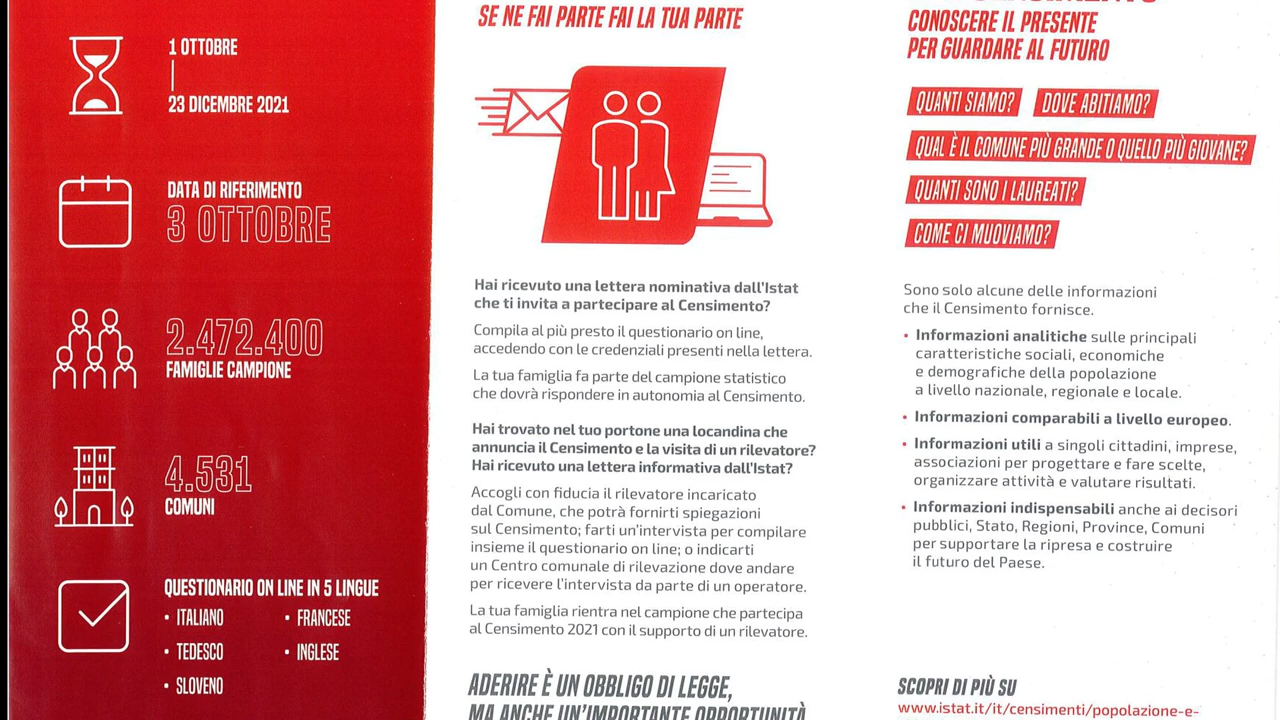 1 OTTOBRE
23 DICEMBRE 2021
DATA DI RIFERIMENTO
3 OTTOBRE
2.472.400
FAMIGLIE CAMPIONE
4.531
COMUNI
QUESTIONARIO ON LINE IN 5 LINGUE
• ITALIANO
• FRANCESE
• TEDESCO
• INGLESE
• SLOVENO
SE NE FAI PARTE FAI LA TUA PARTE
Hai ricevuto una lettera nominativa dall'Istat
che ti invita a partecipare al Censimento?
Compila al più presto il questionario on line,
accedendo con le credenziali presenti nella lettera.
La tua famiglia fa parte del campione statistico
che dovrà rispondere in autonomia al Censimento.
Hai trovato nel tuo portone una locandina che
annuncia il Censimento e la visita di un rilevatore?
Hai ricevuto una lettera informativa dall'Istat?
Accogli con fiducia il rilevatore incaricato
dal Comune, che potrà fornirti spiegazioni
sul Censimento; farti un'intervista per compilare
insieme il questionario on line; o indicarti
un Centro comunale di rilevazione dove andare
per ricevere l'intervista da parte di un operatore.
La tua famiglia rientra nel campione che partecipa
al Censimento 2021 con il supporto di un rilevatore.
ADERIRE È UN OBBLIGO DI LEGGE,
MA ANCHE UN'IMPORTANTE OPPORTUNITÀ
CONOSCERE IL PRESENTE
PER GUARDARE AL FUTURO
QUANTI SIAMO? DOVE ABITIAMO?
QUAL È IL COMUNE PIÙ GRANDE O QUELLO PIÙ GIOVANE?
QUANTI SONO I LAUREATI?
COME CI MUOVIAMO?
Sono solo alcune delle informazioni
che il Censimento fornisce.
• Informazioni analitiche sulle principali
caratteristiche sociali, economiche
e demografiche della popolazione
a livello nazionale, regionale e locale.
• Informazioni comparabili a livello europeo.
• Informazioni utili a singoli cittadini, imprese,
associazioni per progettare e fare scelte,
organizzare attività e valutare risultati.
• Informazioni indispensabili anche ai decisori
pubblici, Stato, Regioni, Province, Comuni
per supportare la ripresa e costruire
il futuro del Paese.
SCOPRI DI PIÙ SU
www.istat.it/it/censimenti/popolazione-e-